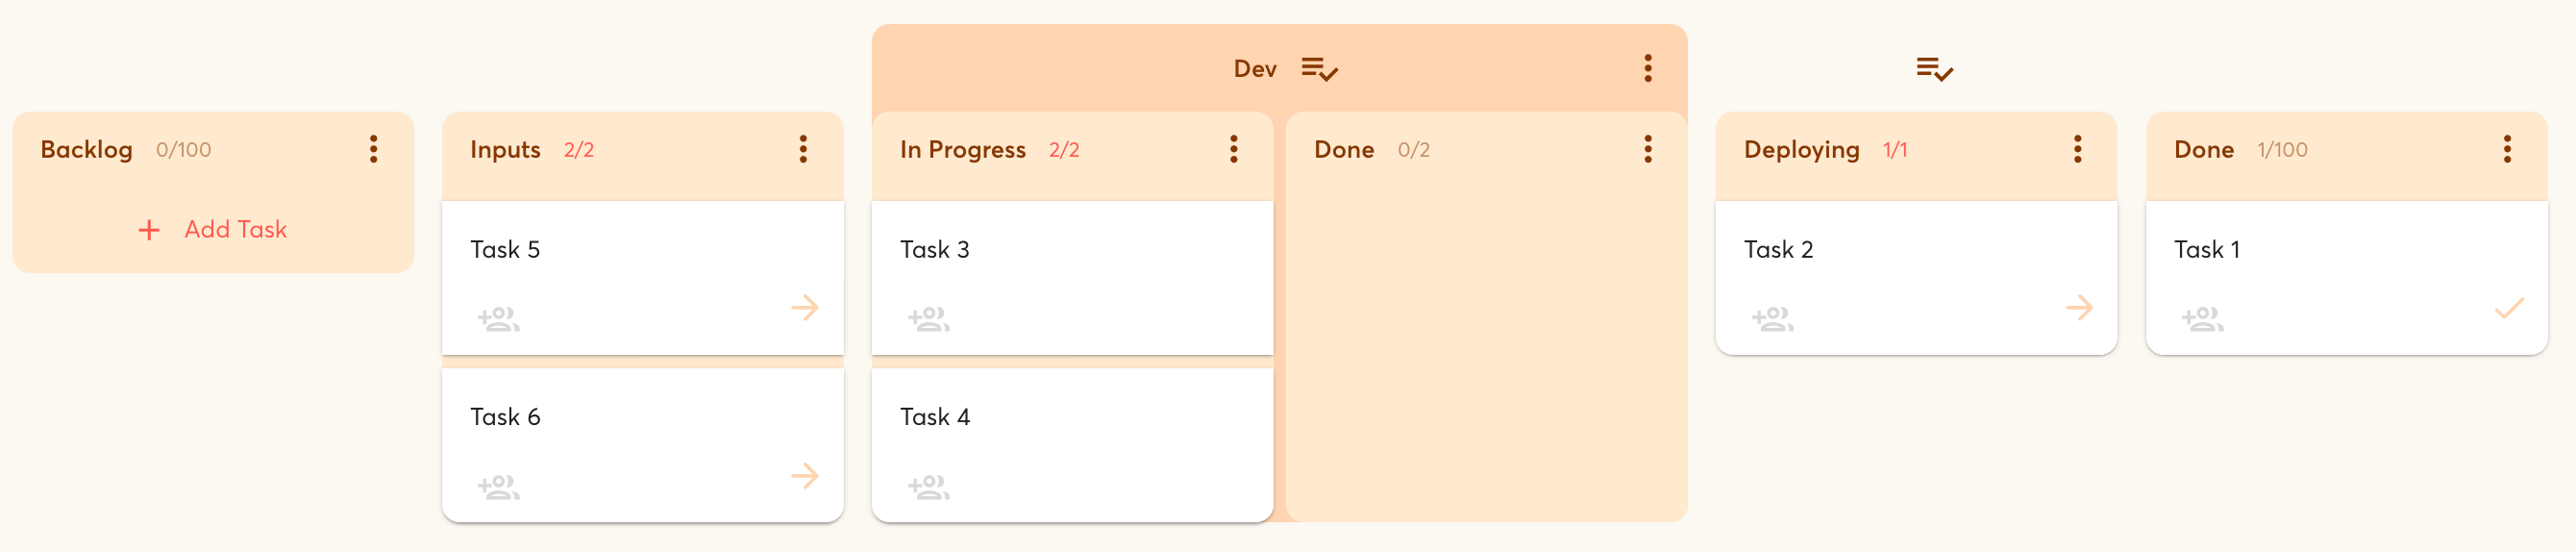 Dev
Backlog 0/100
+ Add Task
Inputs 2/2
Task 5
Task 6
In Progress 2/2
Task 3
Task 4
Done 0/2
Deploying 1/1
Task 2
Done 1/100
Task 1